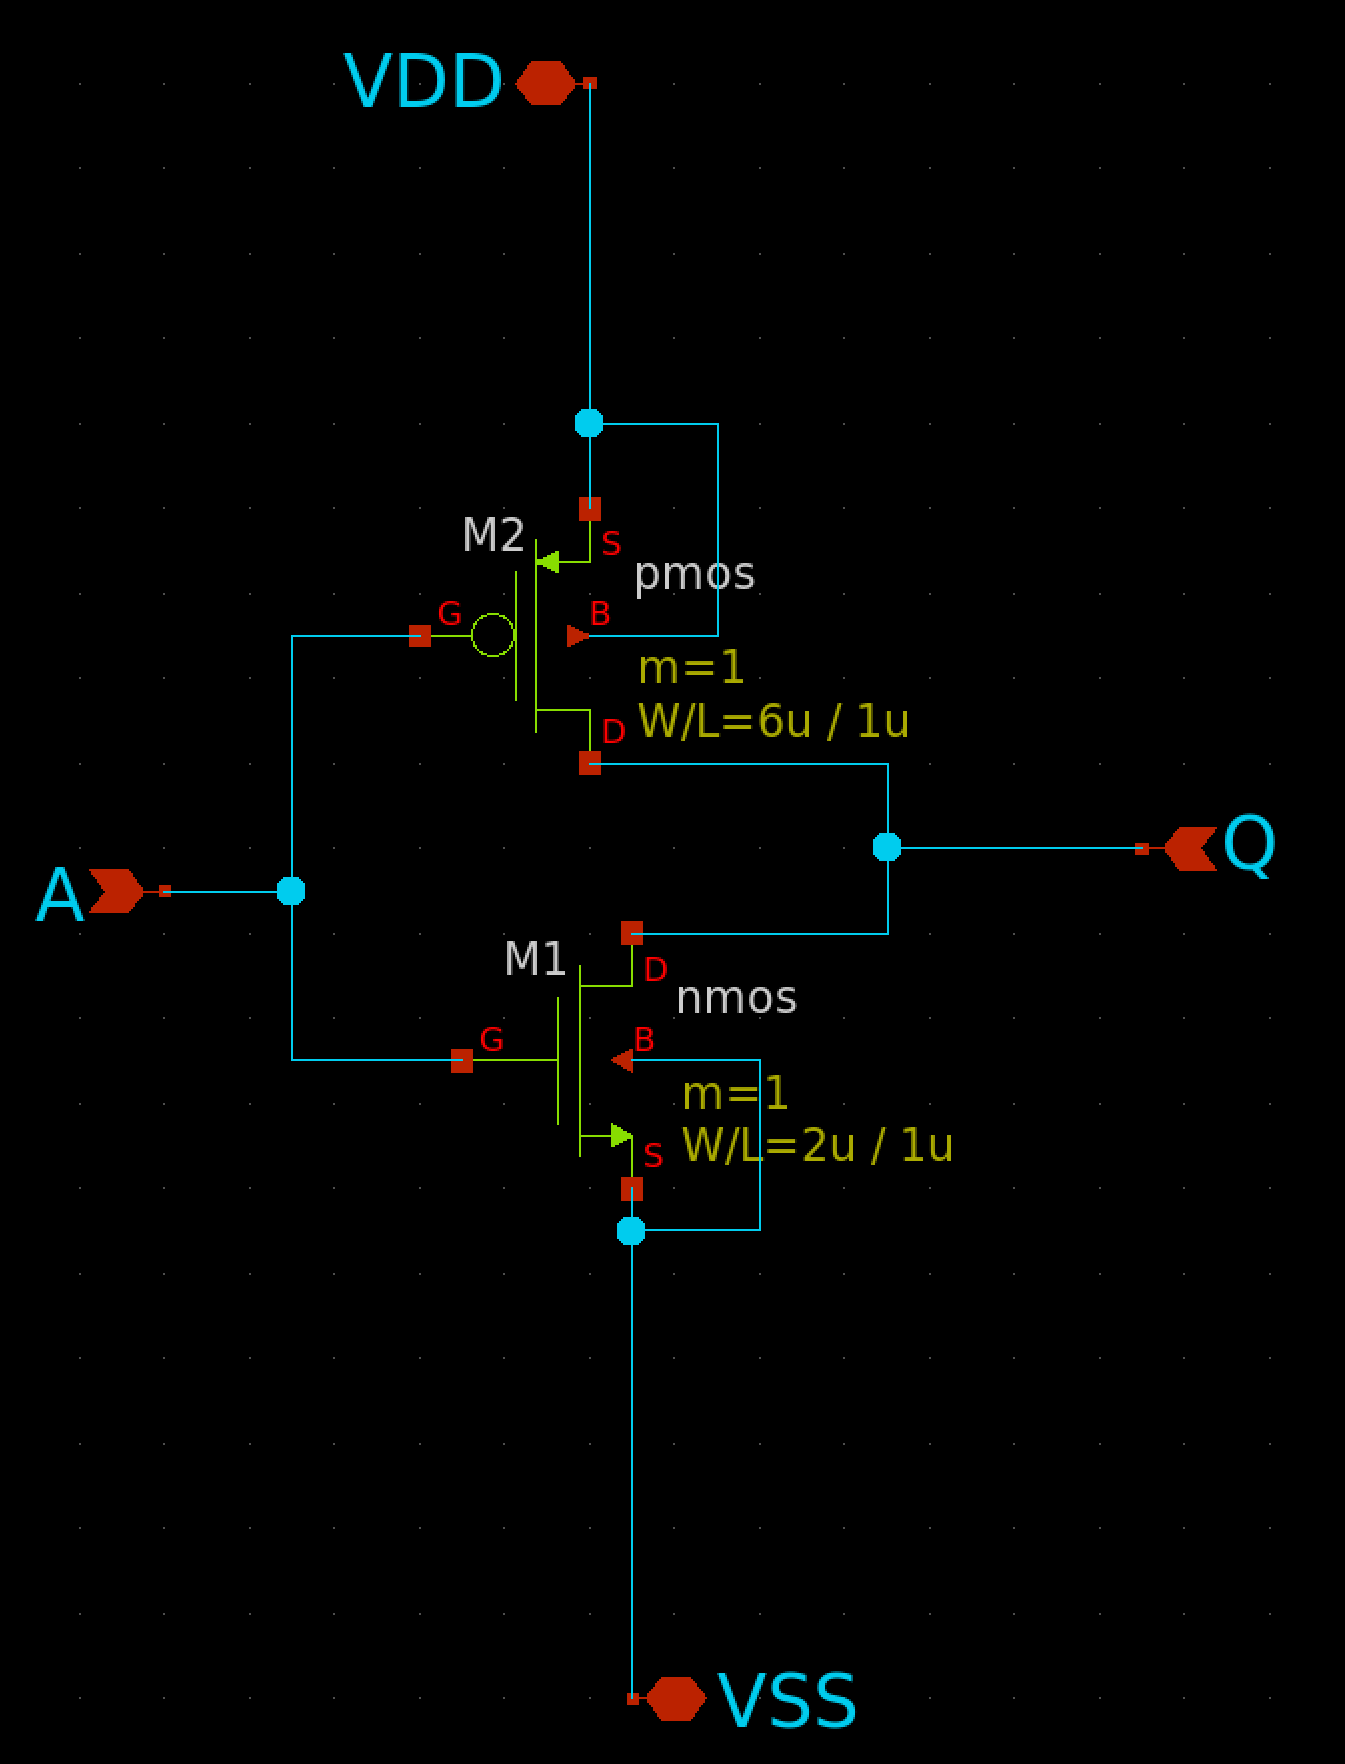 VDD
M2
S
pmos
G
B
m=1
W/L=6u / 1u
D
Q
A
M1
D
nmos
G
B
m=1
W/L=2u / 1u
S
VSS